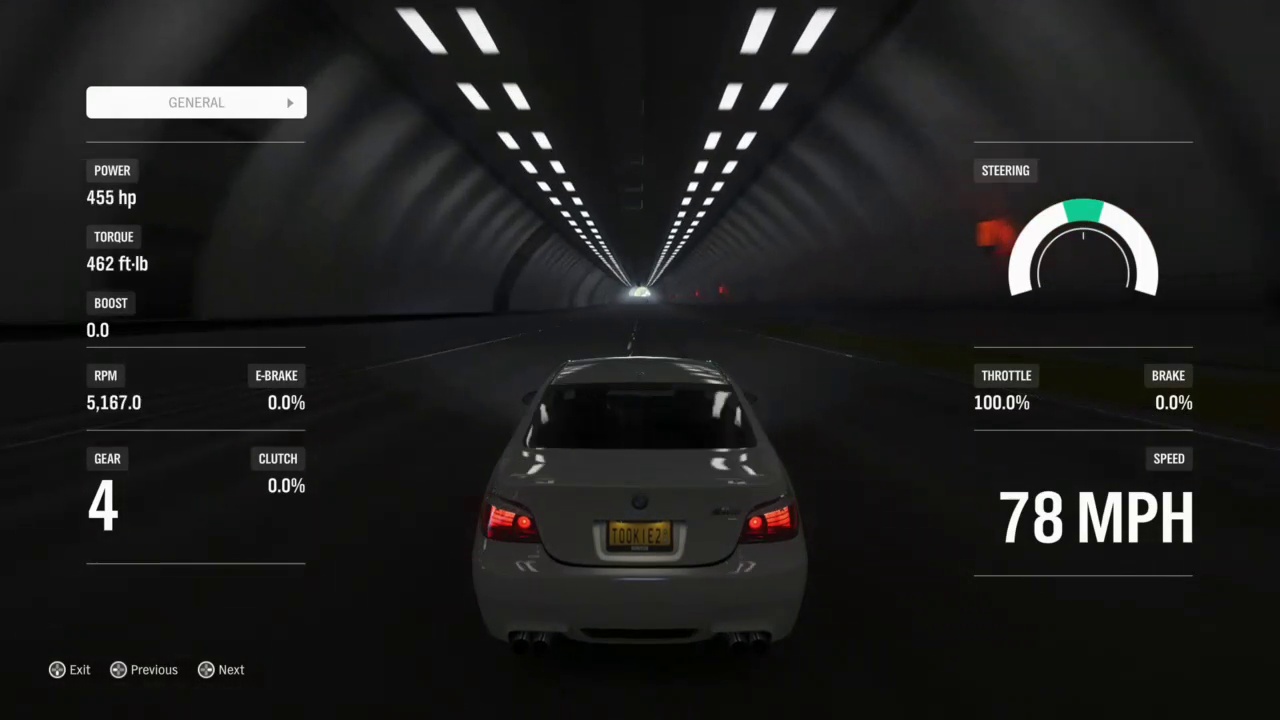 GENERAL
POWER
455 hp
TORQUE
462 ft·lb
BOOST
0.0
RPM
E-BRAKE
5,167.0
0.0%
GEAR
CLUTCH
4
0.0%
STEERING
THROTTLE
BRAKE
100.0%
0.0%
SPEED
78 MPH
TOOKIE2
Exit
Previous
Next